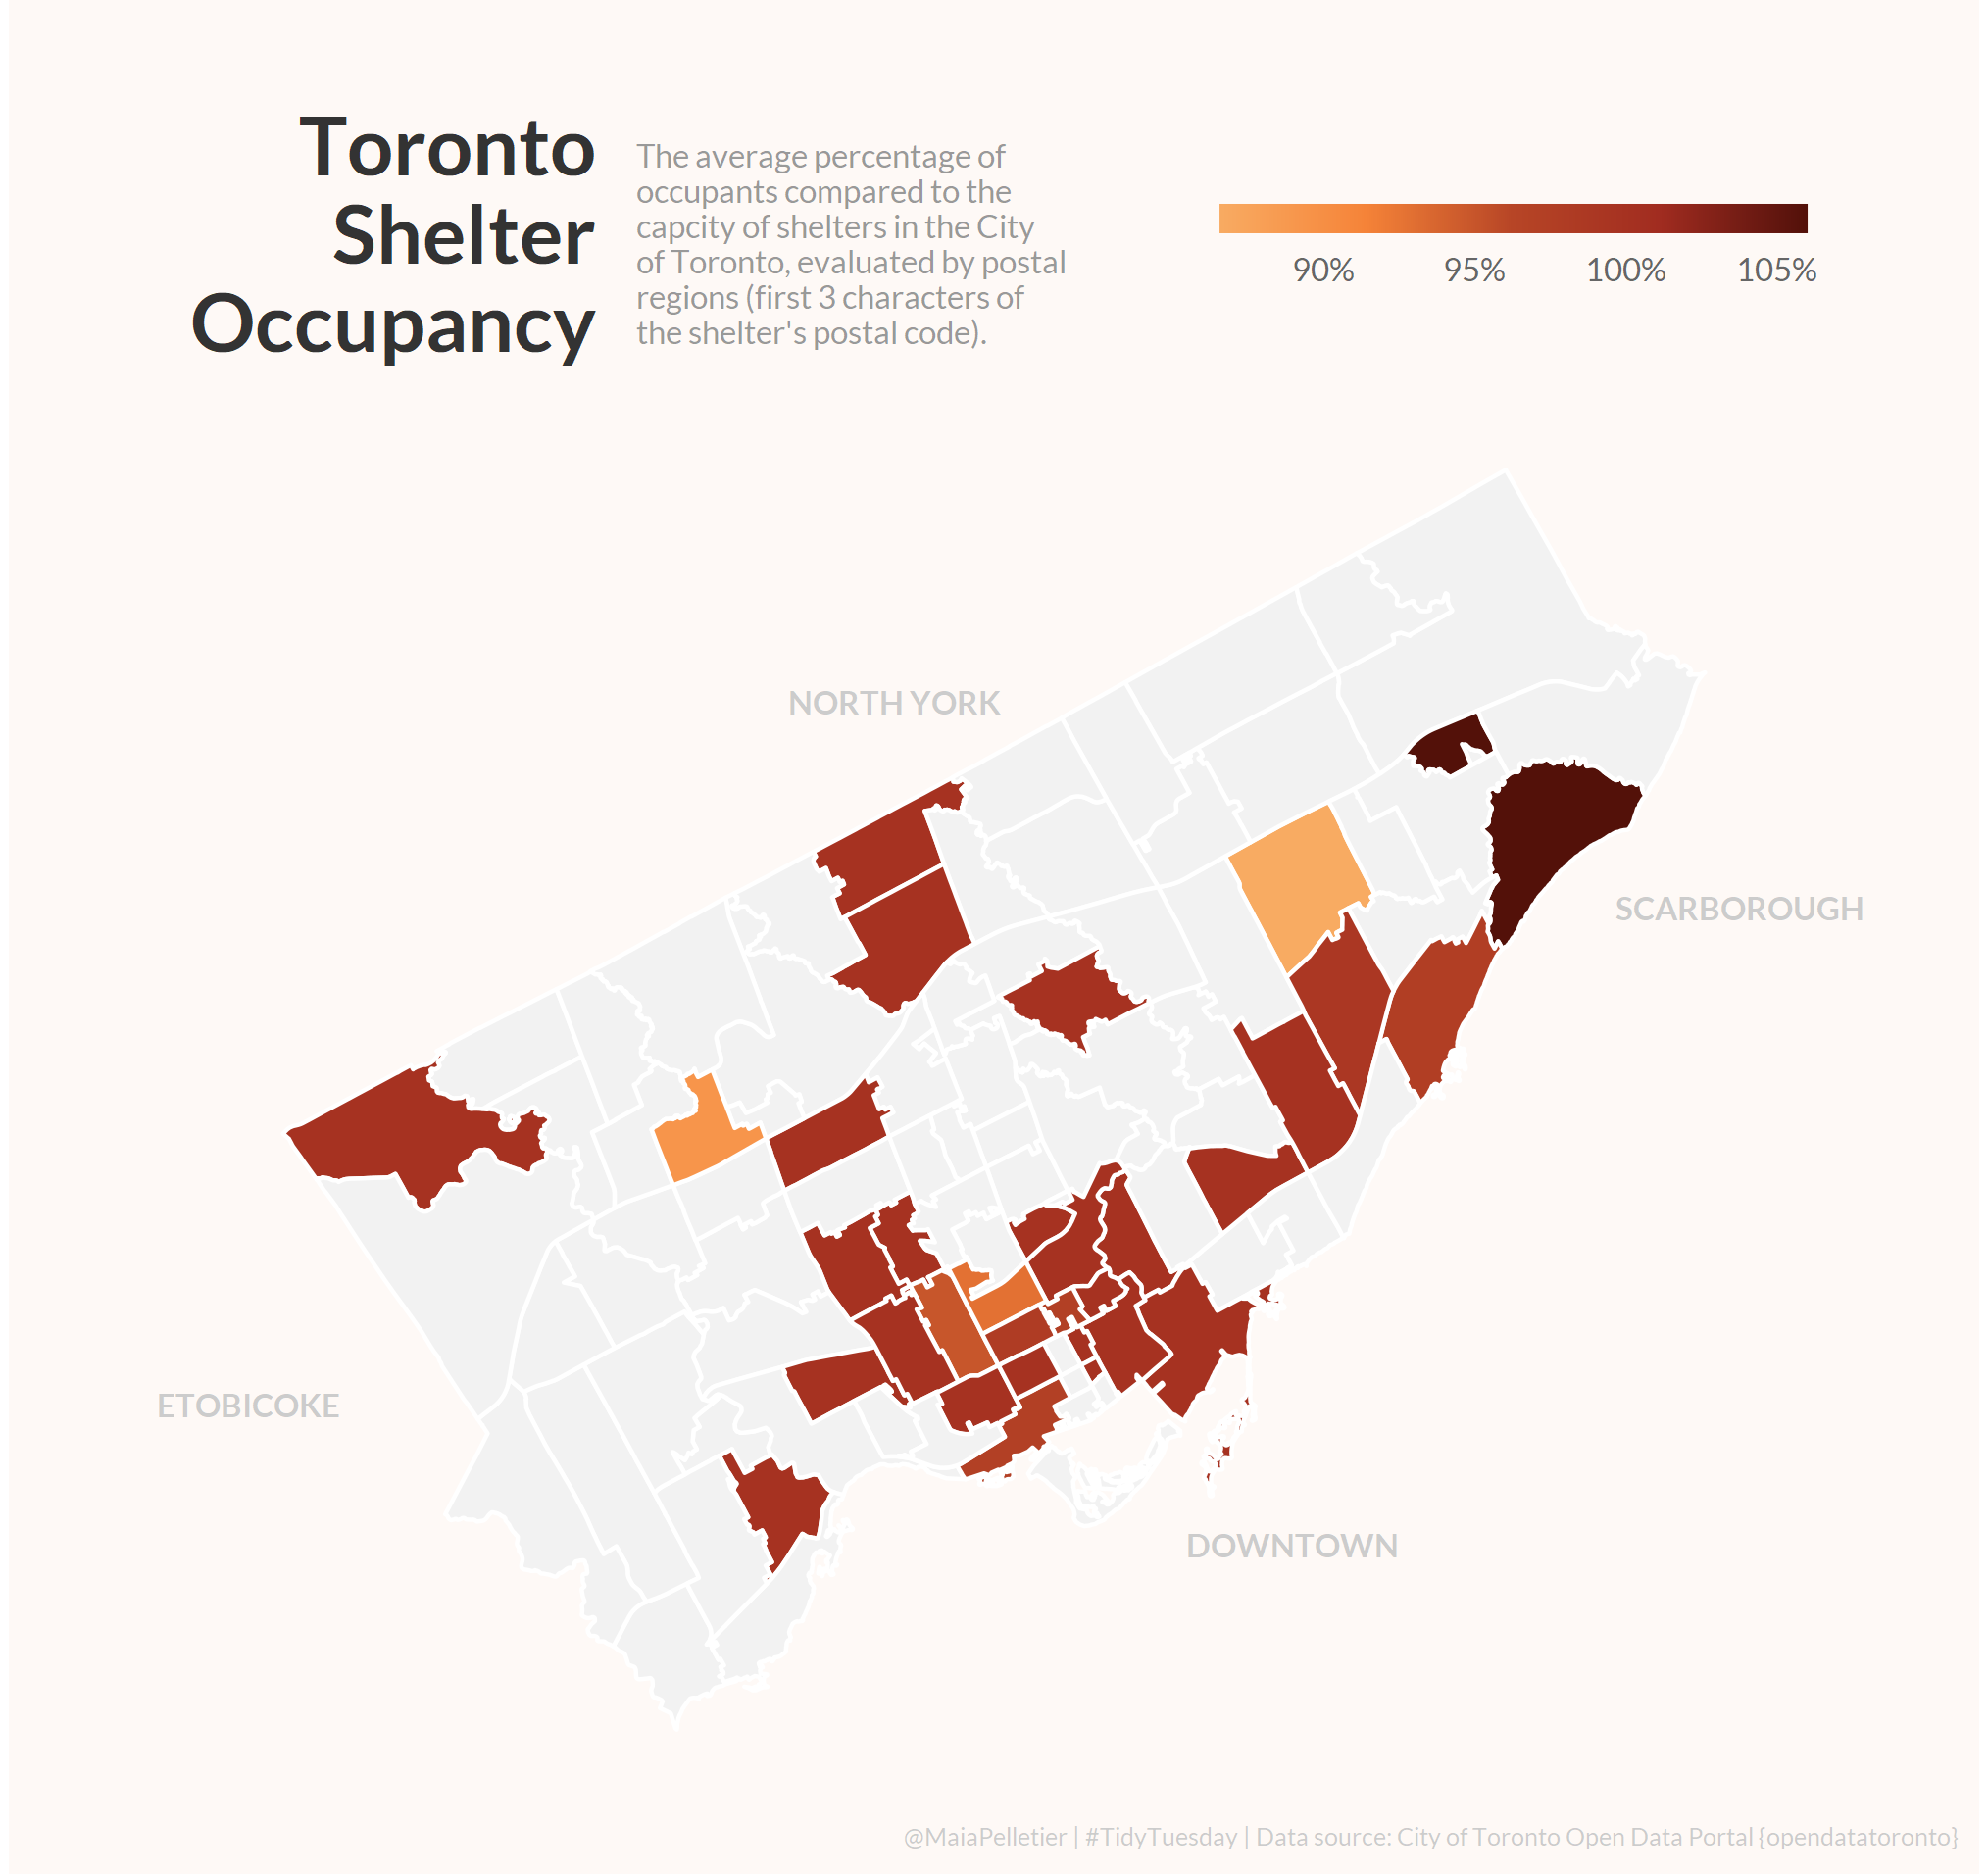 Toronto
Shelter
Occupancy
The average percentage of
occupants compared to the
capcity of shelters in the City
of Toronto, evaluated by postal
regions (first 3 characters of
the shelter's postal code).
90% 95% 100% 105%
NORTH YORK
SCARBOROUGH
ETOBICOKE
DOWNTOWN
@MaiaPelletier | #TidyTuesday | Data source: City of Toronto Open Data Portal {opendatatoronto}